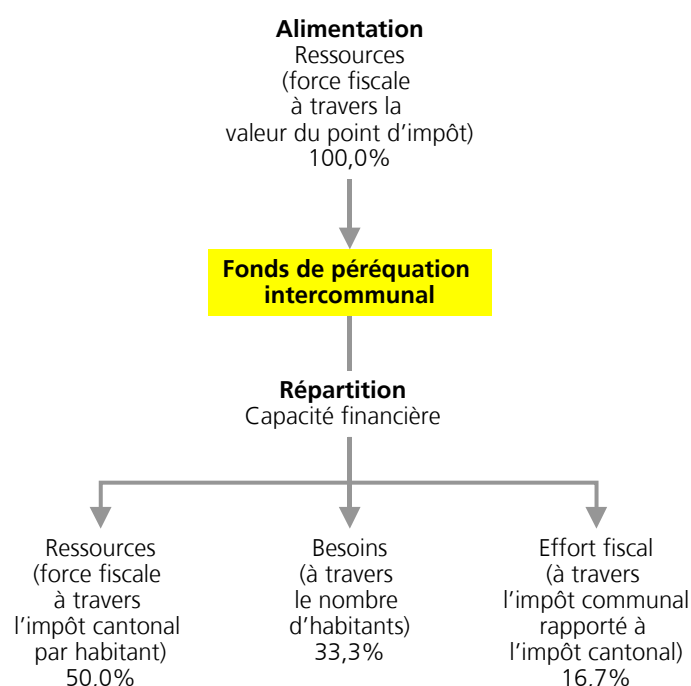 Alimentation
Ressources
(force fiscale
à travers la
valeur du point d'impôt)
100,0%
Fonds de péréquation
intercommunal
Répartition
Capacité financière
Ressources
(force fiscale
à travers
l'impôt cantonal
par habitant)
50,0%
Besoins
(à travers
le nombre
d'habitants)
33,3%
Effort fiscal
(à travers
l'impôt communal
rapporté à
l'impôt cantonal)
16,7%